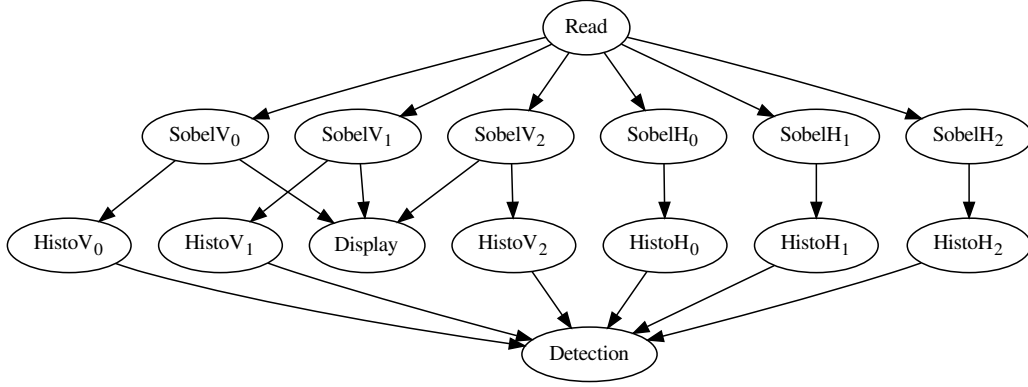 Read
SobelV₀ SobelV₁ SobelV₂ SobelH₀ SobelH₁ SobelH₂
HistoV₀ HistoV₁ Display HistoV₂ HistoH₀ HistoH₁ HistoH₂
Detection